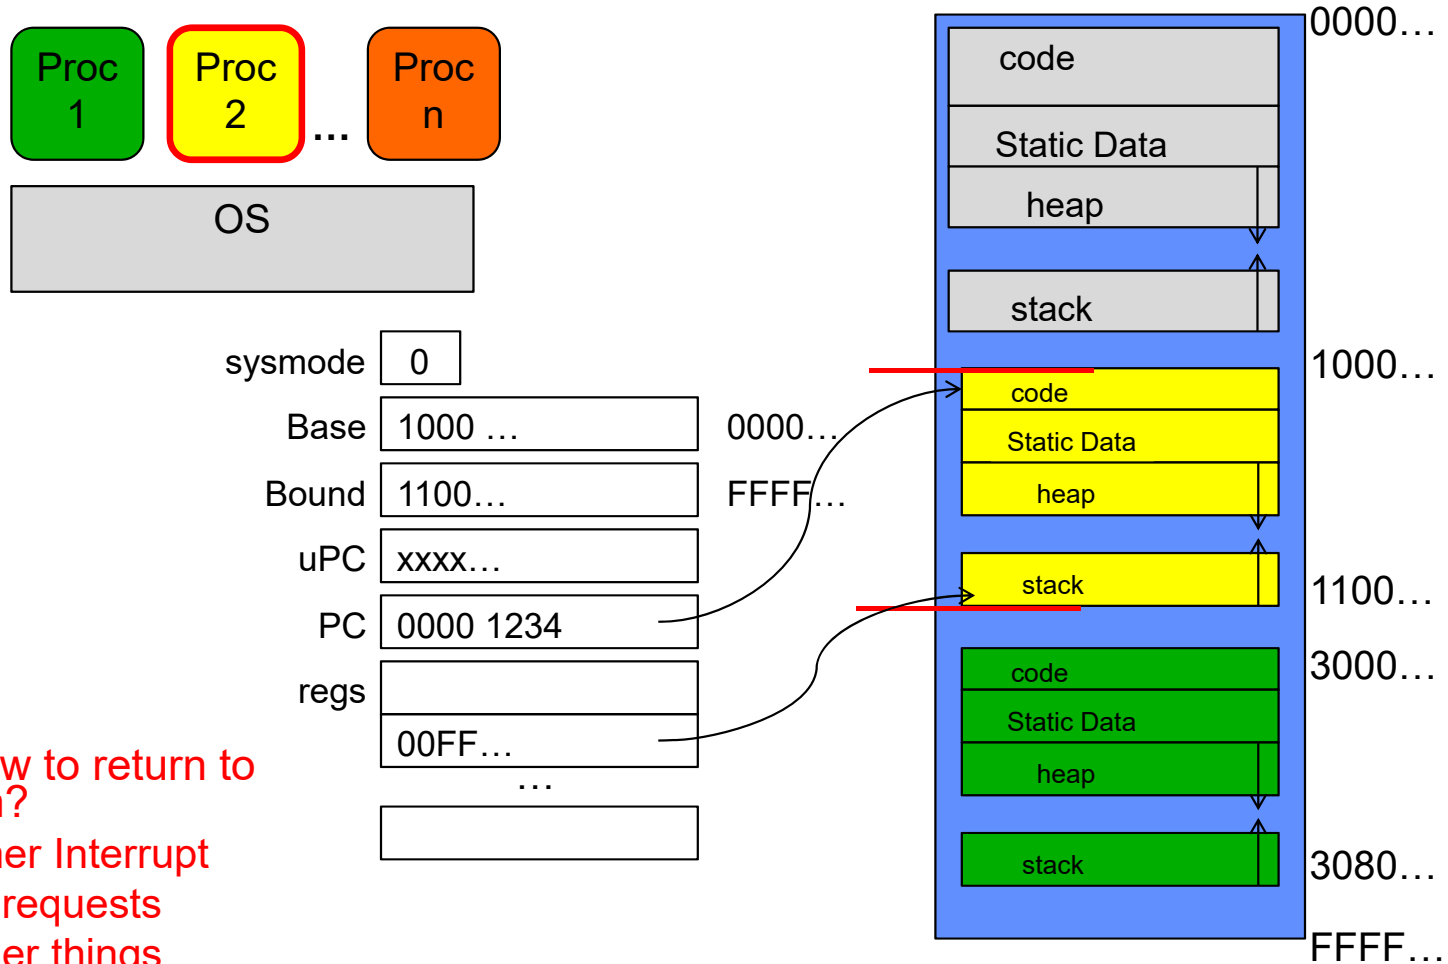 Proc
1
Proc
2
...
Proc
n
OS
sysmode 0
Base 1000 … 0000…
Bound 1100… FFFF…
uPC xxxx…
PC 0000 1234
regs
00FF…
…
to return to
Interrupt
requests
things
code
Static Data
heap
stack
code
Static Data
heap
stack
code
Static Data
heap
stack
0000…
1000…
1100…
3000…
3080…
FFFF…